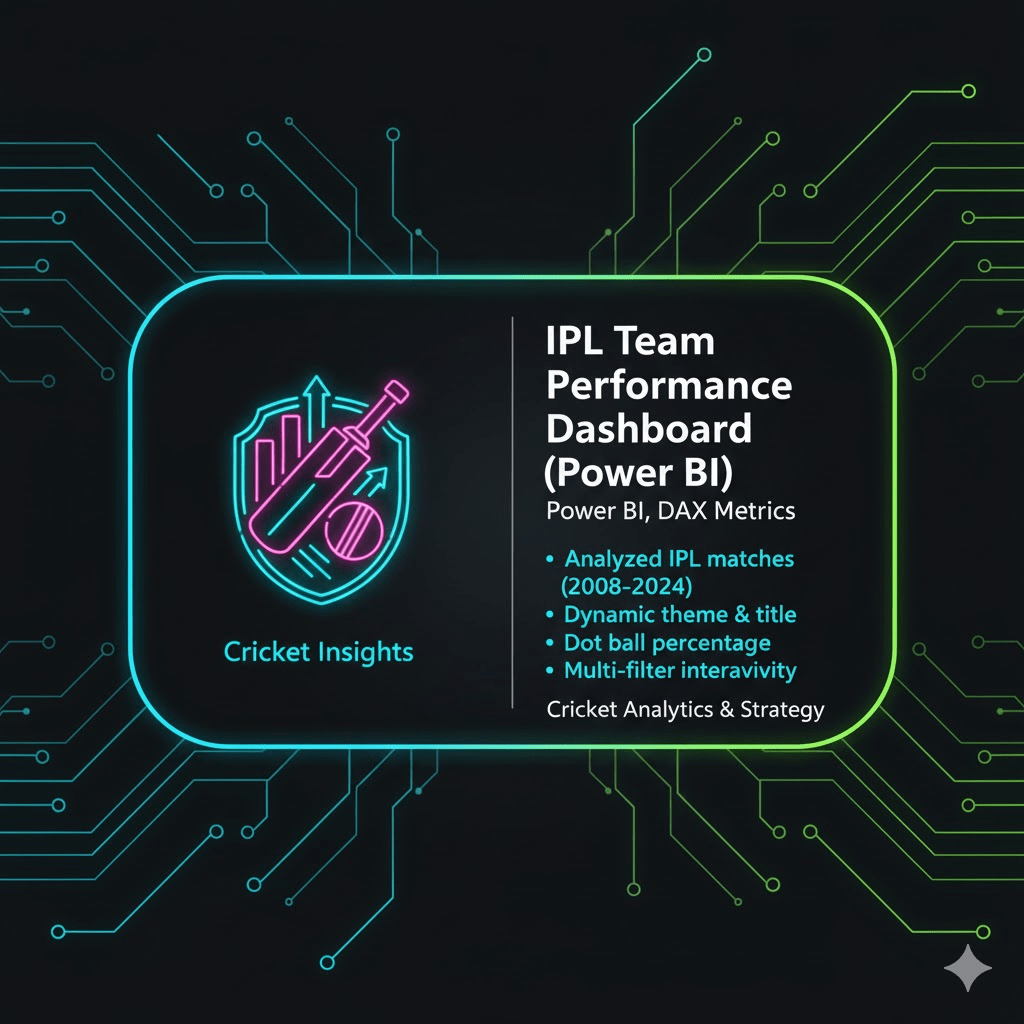 IPL Team
Performance
Dashboard
(Power BI)
Power BI, DAX Metrics
• Analyzed IPL matches
(2008-2024)
• Dynamic theme & title
• Dot ball percentage
• Multi-filter interavivity
Cricket Analytics & Strategy
Cricket Insights